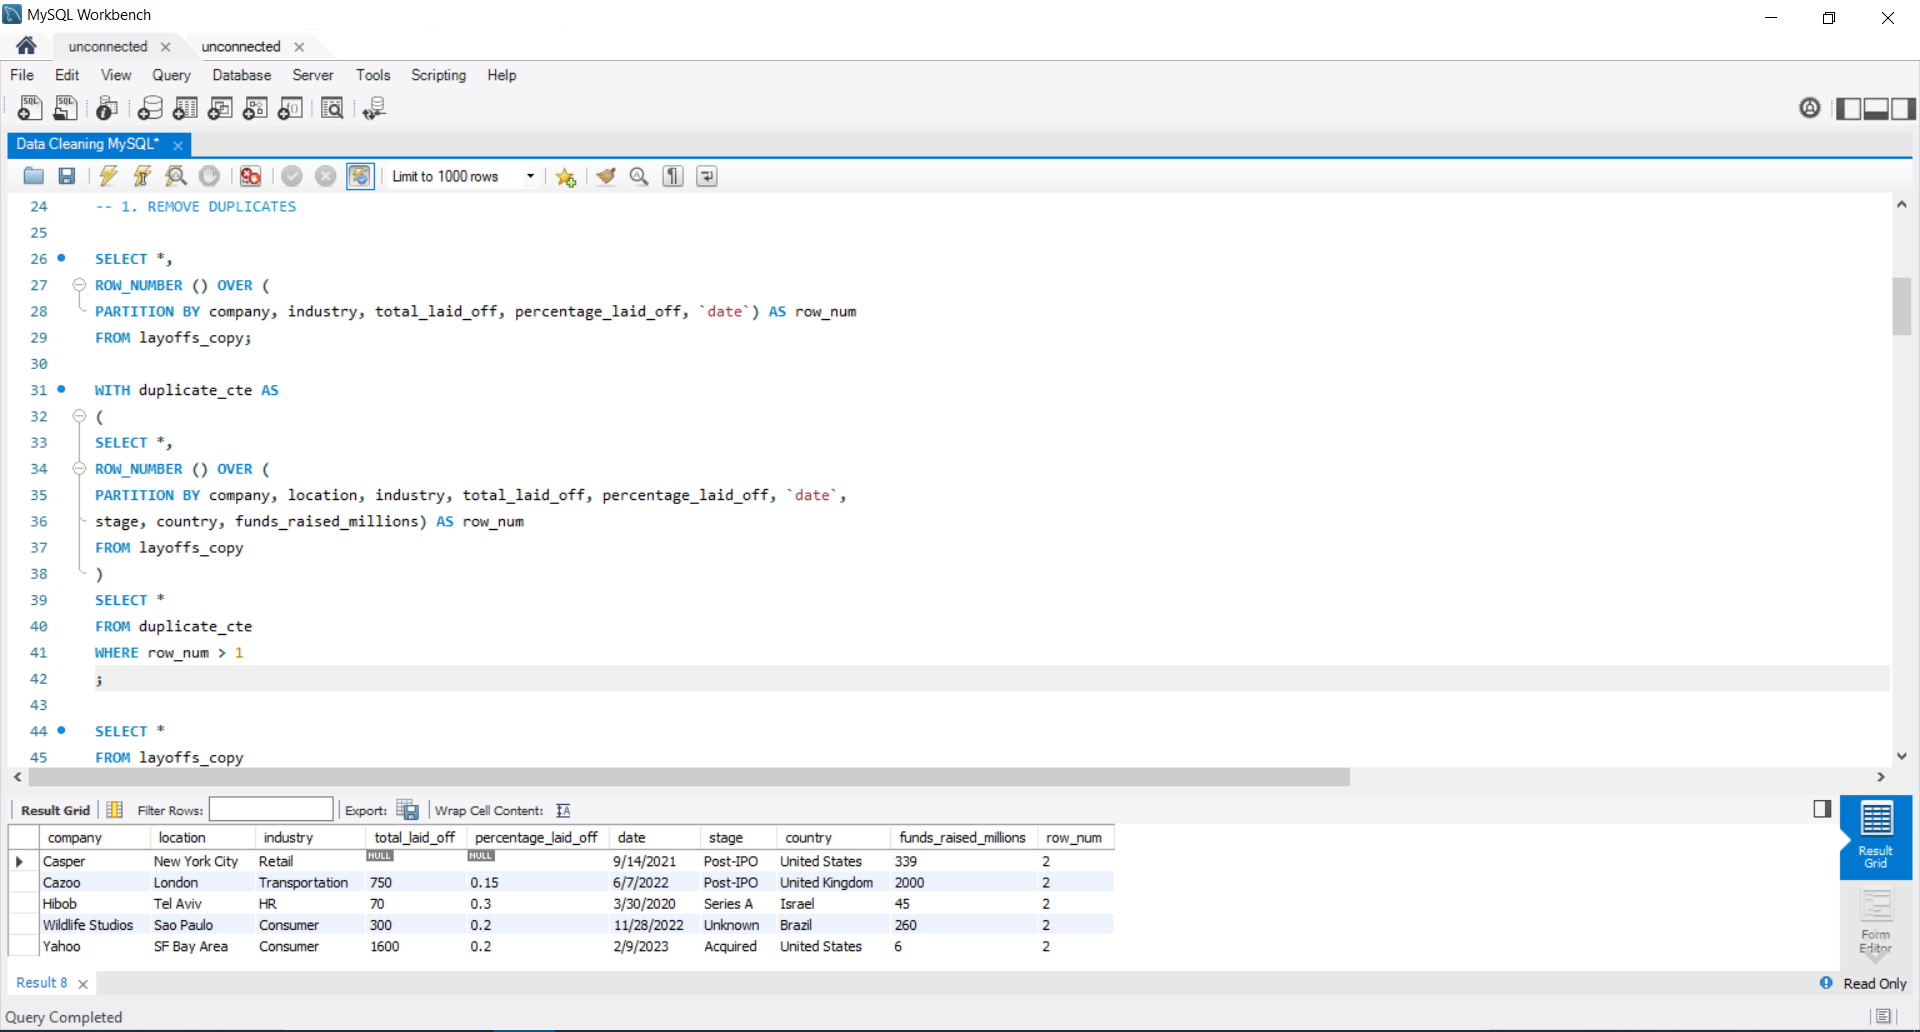 MySQL Workbench
unconnected unconnected
File Edit View Query Database Server Tools Scripting Help
SQL SQL
Data Cleaning MySQL*
Limit to 1000 rows
24 -- 1. REMOVE DUPLICATES
25
26 SELECT *,
27 ROW_NUMBER () OVER (
28 PARTITION BY company, industry, total_laid_off, percentage_laid_off, `date`) AS row_num
29 FROM layoffs_copy;
30
31 WITH duplicate_cte AS
32 (
33 SELECT *,
34 ROW_NUMBER () OVER (
35 PARTITION BY company, location, industry, total_laid_off, percentage_laid_off, `date`,
36 stage, country, funds_raised_millions) AS row_num
37 FROM layoffs_copy
38 )
39 SELECT *
40 FROM duplicate_cte
41 WHERE row_num > 1
42 ;
43
44 SELECT *
45 FROM layoffs_copy
Result Grid Filter Rows: Export: Wrap Cell Content:
company location industry total_laid_off percentage_laid_off date stage country funds_raised_millions row_num
Casper New York City Retail NULL NULL 9/14/2021 Post-IPO United States 339 2
Cazoo London Transportation 750 0.15 6/7/2022 Post-IPO United Kingdom 2000 2
Hibob Tel Aviv HR 70 0.3 3/30/2020 Series A Israel 45 2
Wildlife Studios Sao Paulo Consumer 300 0.2 11/28/2022 Unknown Brazil 260 2
Yahoo SF Bay Area Consumer 1600 0.2 2/9/2023 Acquired United States 6 2
Result
Grid
Form
Editor
Result 8
Read Only
Query Completed